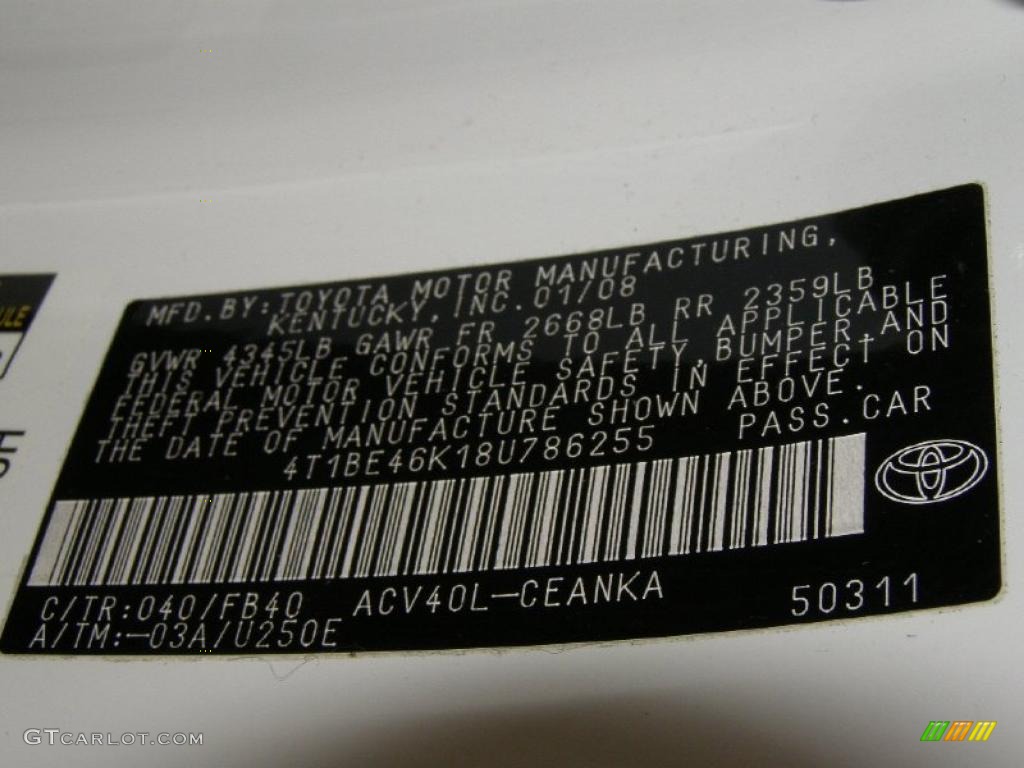 MFD.BY:TOYOTA MOTOR MANUFACTURING,
KENTUCKY, INC. 01/08
GVWR 4345LB GAWR FR 2668LB RR 2359LB
THIS VEHICLE CONFORMS TO ALL APPLICABLE
FEDERAL MOTOR VEHICLE SAFETY, BUMPER, AND
THEFT PREVENTION STANDARDS IN EFFECT ON
THE DATE OF MANUFACTURE SHOWN ABOVE.
4T1BE46K18U786255 PASS.CAR
C/TR:040/FB40 ACV40L-CEANKA 50311
A/TM:-03A/U250E
GTCARLOT.COM